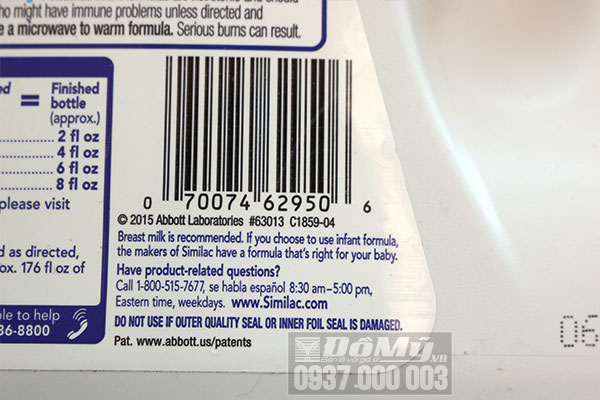 ho might have immune problems unless directed and
e a microwave to warm formula. Serious burns can result.
ed = Finished
bottle
(approx.)
2 fl oz
4 fl oz
6 fl oz
8 fl oz
please visit
d as directed,
ox. 176 fl oz of
le to help
36-8800
0 70074 62950 6
© 2015 Abbott Laboratories #63013 C1859-04
Breast milk is recommended. If you choose to use infant formula,
the makers of Similac have a formula that's right for your baby.
Have product-related questions?
Call 1-800-515-7677, se habla español 8:30 am–5:00 pm,
Eastern time, weekdays. www.Similac.com
DO NOT USE IF OUTER QUALITY SEAL OR INNER FOIL SEAL IS DAMAGED.
Pat. www.abbott.us/patents
06
ĐồMỹ.vn
0937.000 003